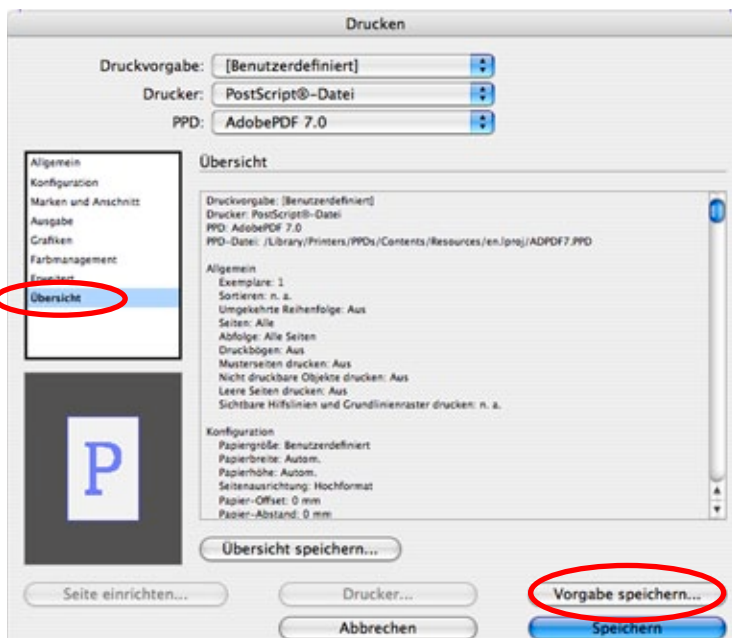 Drucken
Druckvorgabe: [Benutzerdefiniert]
Drucker: PostScript®-Datei
PPD: AdobePDF 7.0
Allgemein
Konfiguration
Marken und Anschnitt
Ausgabe
Grafiken
Farbmanagement
Erweitert
Übersicht
Übersicht
Druckvorgabe: [Benutzerdefiniert]
Drucker: PostScript®-Datei
PPD: AdobePDF 7.0
PPD-Datei: /Library/Printers/PPDs/Contents/Resources/en.lproj/ADPDF7.PPD
Allgemein
Exemplare: 1
Sortieren: n. a.
Umgekehrte Reihenfolge: Aus
Seiten: Alle
Abfolge: Alle Seiten
Druckbögen: Aus
Musterseiten drucken: Aus
Nicht druckbare Objekte drucken: Aus
Leere Seiten drucken: Aus
Sichtbare Hilfslinien und Grundlinienraster drucken: n. a.
Konfiguration
Papiergröße: Benutzerdefiniert
Papierbreite: Autom.
Papierhöhe: Autom.
Seitenausrichtung: Hochformat
Papier-Offset: 0 mm
Papier-Abstand: 0 mm
P
Übersicht speichern...
Seite einrichten... Drucker... Vorgabe speichern...
Abbrechen Speichern